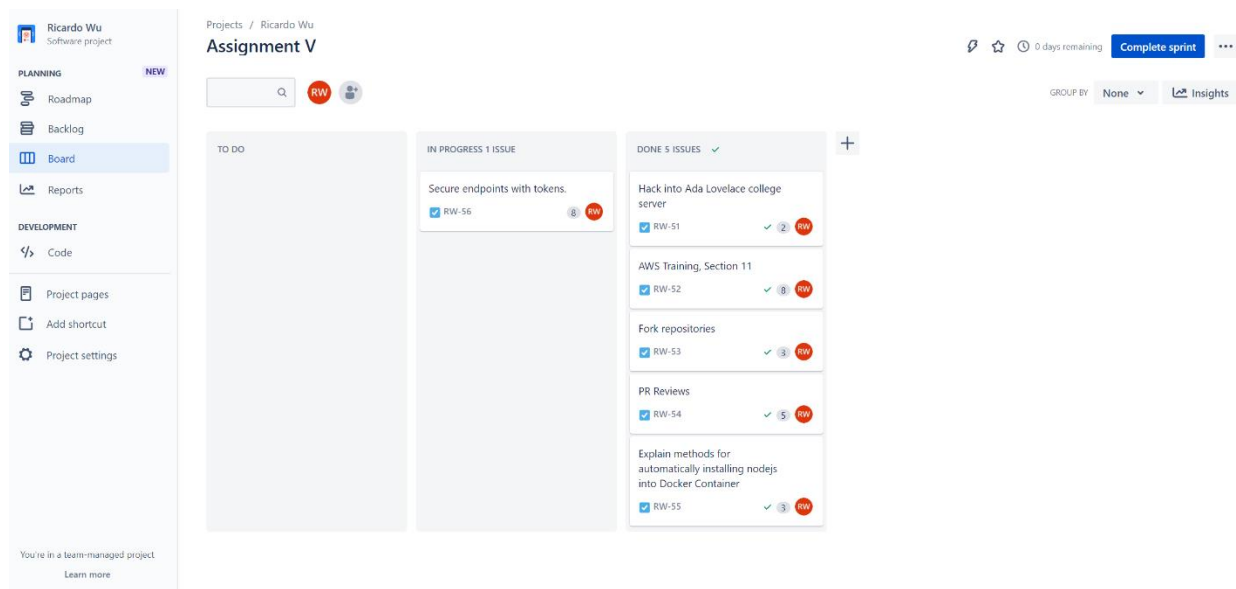 Ricardo Wu
Software project
PLANNING
NEW
Roadmap
Backlog
Board
Reports
DEVELOPMENT
Code
Project pages
Add shortcut
Project settings
You're in a team-managed project
Learn more
Projects / Ricardo Wu
Assignment V
0 days remaining
Complete sprint
RW
GROUP BY
None
Insights
TO DO
IN PROGRESS 1 ISSUE
Secure endpoints with tokens.
RW-56 8 RW
DONE 5 ISSUES
Hack into Ada Lovelace college
server
RW-51 2 RW
AWS Training, Section 11
RW-52 8 RW
Fork repositories
RW-53 3 RW
PR Reviews
RW-54 5 RW
Explain methods for
automatically installing nodejs
into Docker Container
RW-55 3 RW